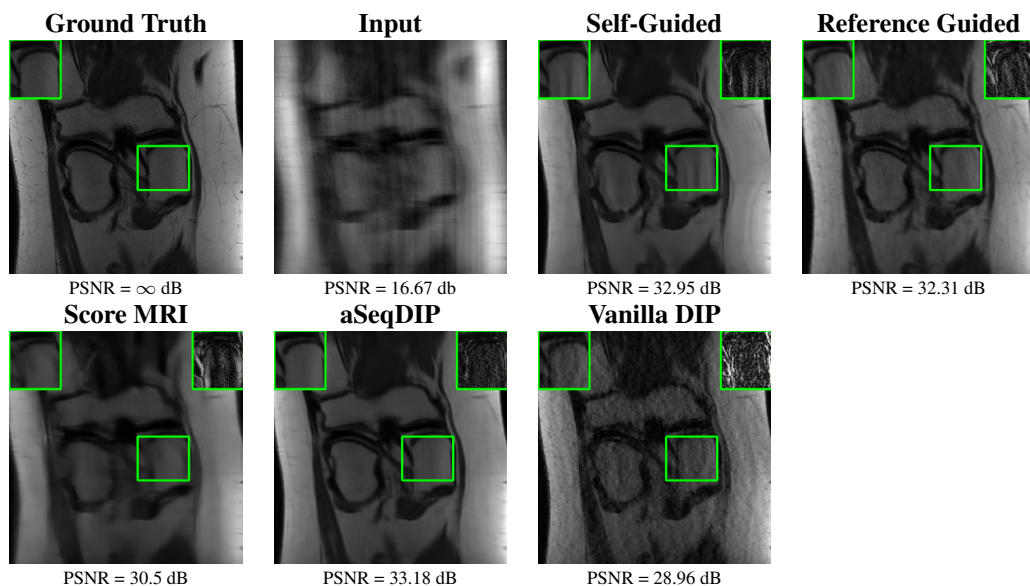 Ground Truth
Input
Self-Guided
Reference Guided
PSNR = ∞ dB
PSNR = 16.67 db
PSNR = 32.95 dB
PSNR = 32.31 dB
Score MRI
aSeqDIP
Vanilla DIP
PSNR = 30.5 dB
PSNR = 33.18 dB
PSNR = 28.96 dB